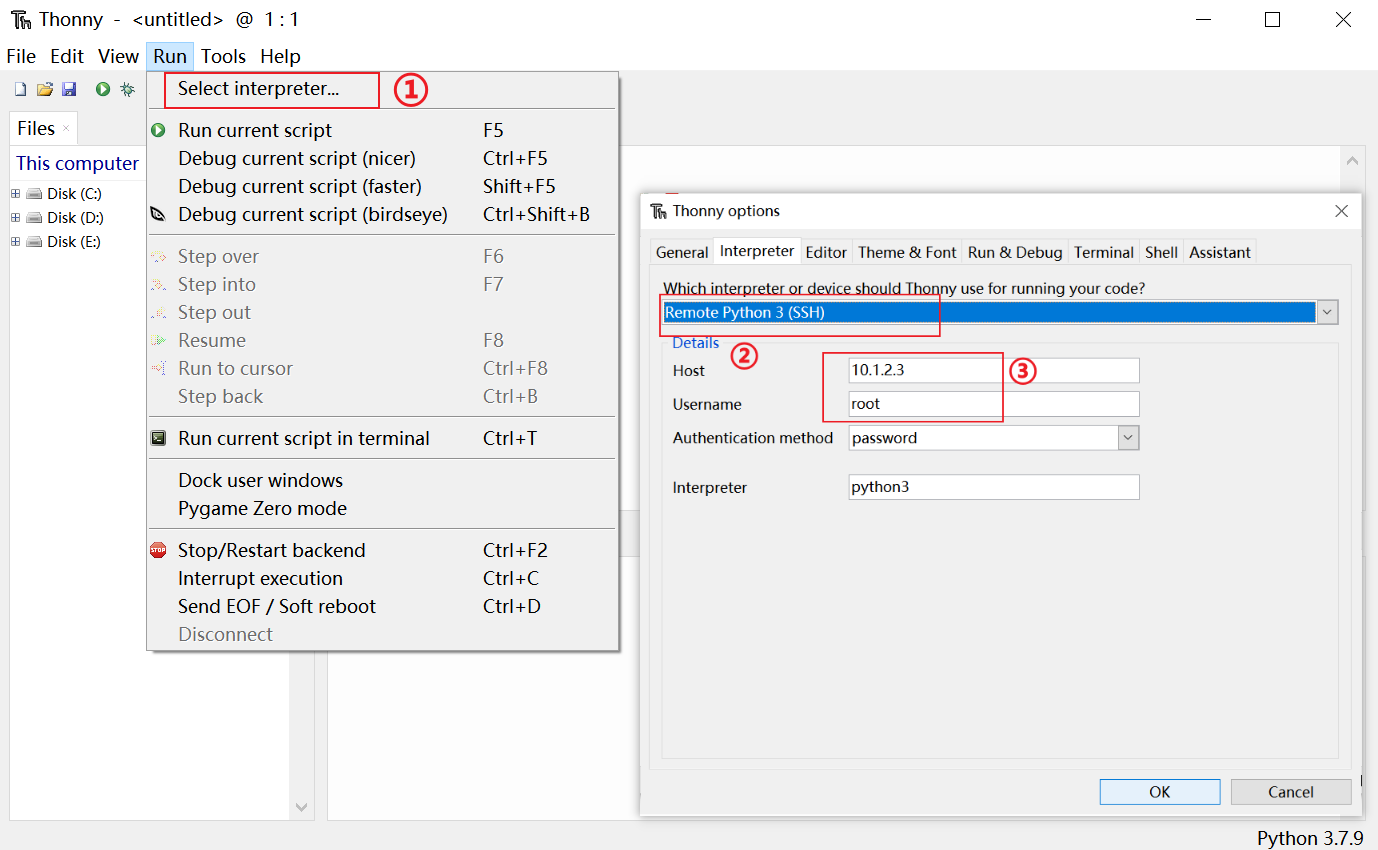 Thonny - <untitled> @ 1 : 1
File Edit View Run Tools Help
Select interpreter...
①
Files ×
This computer
Disk (C:)
Disk (D:)
Disk (E:)
Run current script F5
Debug current script (nicer) Ctrl+F5
Debug current script (faster) Shift+F5
Debug current script (birdseye) Ctrl+Shift+B
Step over F6
Step into F7
Step out
Resume F8
Run to cursor Ctrl+F8
Step back Ctrl+B
Run current script in terminal Ctrl+T
Dock user windows
Pygame Zero mode
STOP
Stop/Restart backend Ctrl+F2
Interrupt execution Ctrl+C
Send EOF / Soft reboot Ctrl+D
Disconnect
Thonny options
General Interpreter Editor Theme & Font Run & Debug Terminal Shell Assistant
Which interpreter or device should Thonny use for running your code?
Remote Python 3 (SSH)
Details
②
Host 10.1.2.3
③
Username root
Authentication method password
Interpreter python3
OK Cancel
Python 3.7.9